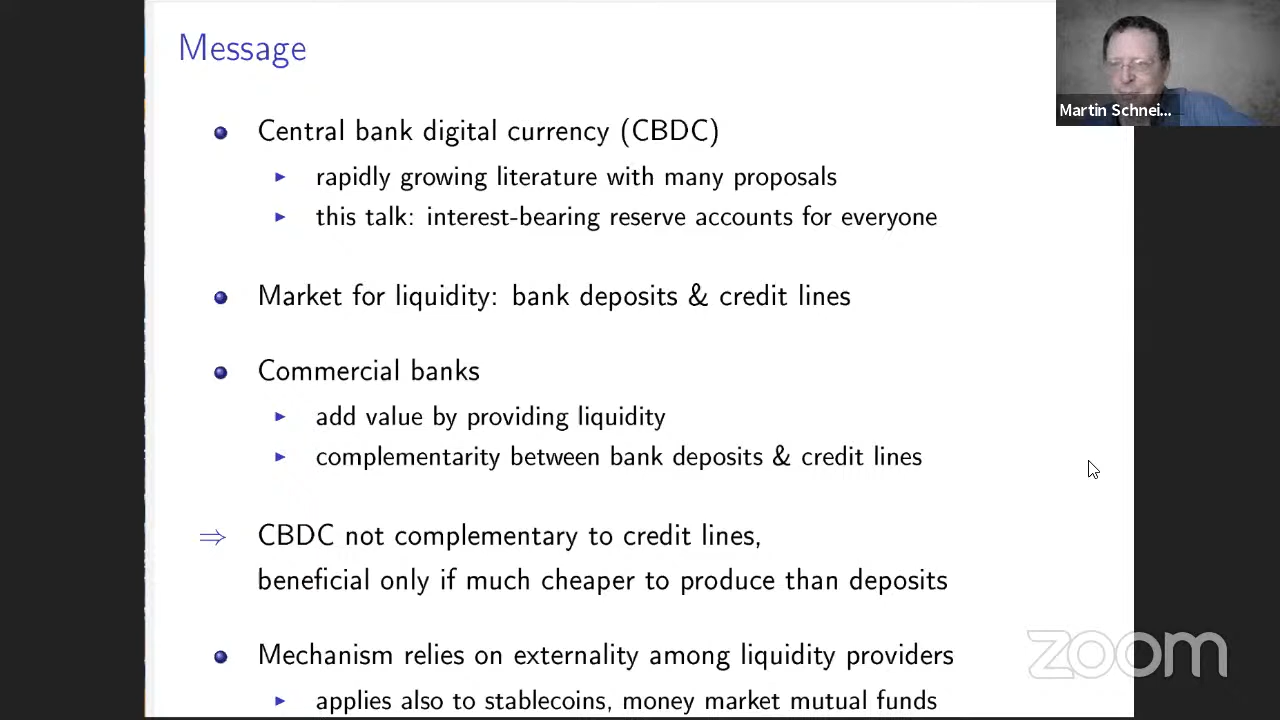 Message
Central bank digital currency (CBDC)
rapidly growing literature with many proposals
this talk: interest-bearing reserve accounts for everyone
Market for liquidity: bank deposits & credit lines
Commercial banks
add value by providing liquidity
complementarity between bank deposits & credit lines
⇒ CBDC not complementary to credit lines,
beneficial only if much cheaper to produce than deposits
Mechanism relies on externality among liquidity providers
applies also to stablecoins, money market mutual funds
Martin Schnei...
zoom